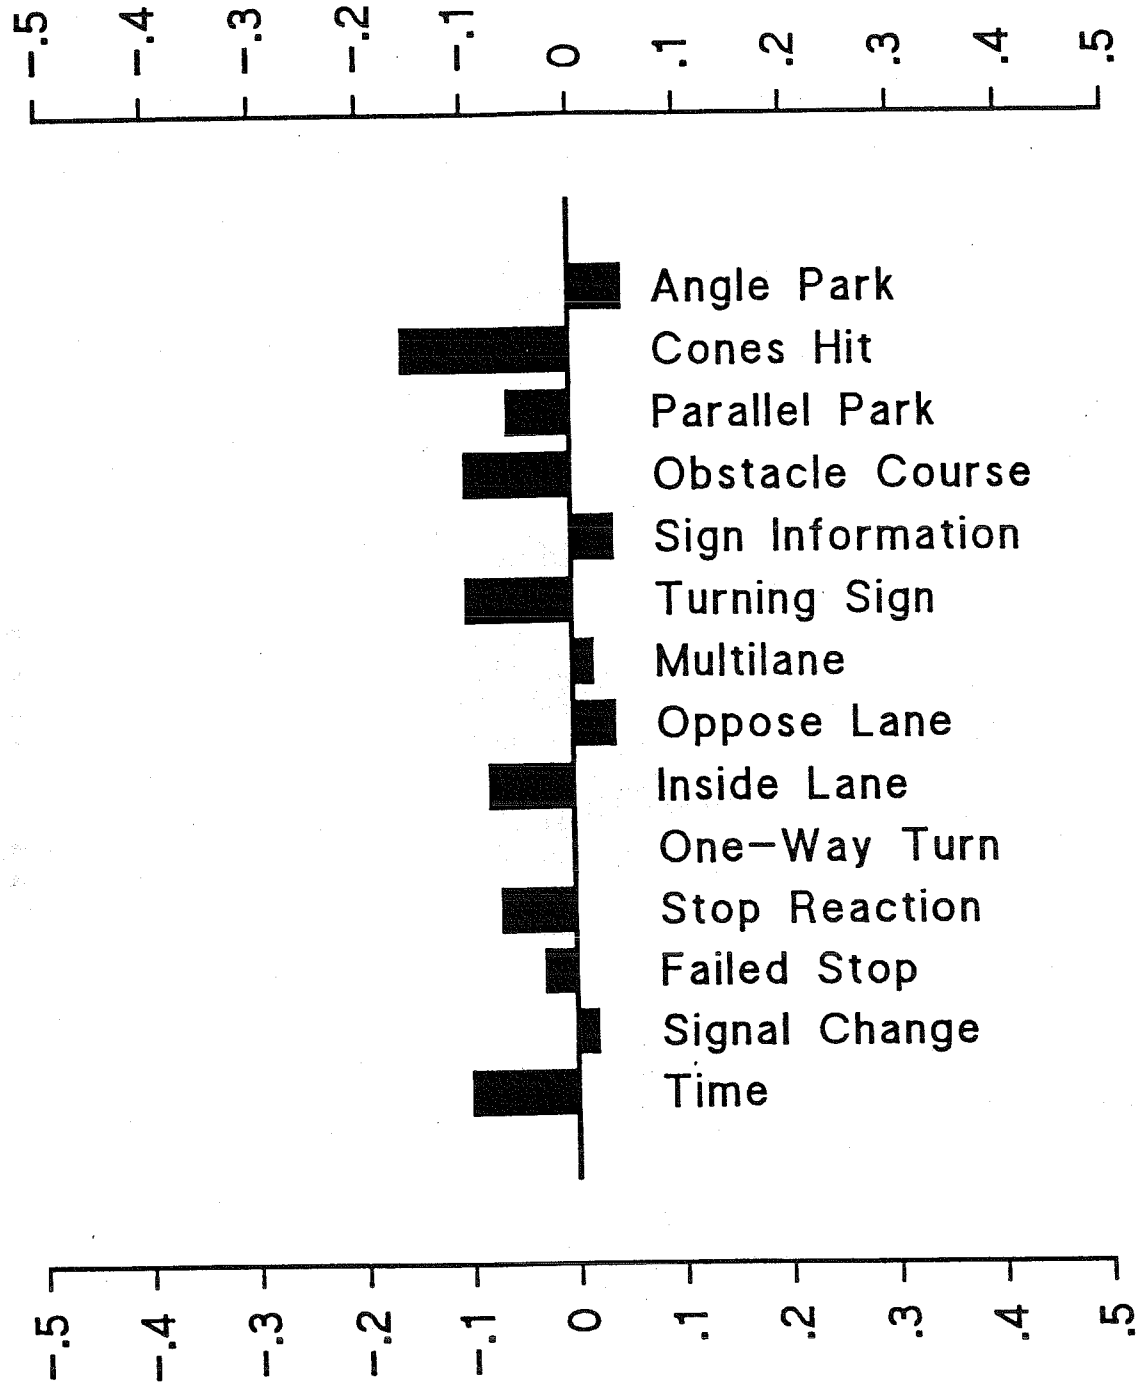 -.5 -.4 -.3 -.2 -.1 0 .1 .2 .3 .4 .5
Angle Park
Cones Hit
Parallel Park
Obstacle Course
Sign Information
Turning Sign
Multilane
Oppose Lane
Inside Lane
One-Way Turn
Stop Reaction
Failed Stop
Signal Change
Time
-.5 -.4 -.3 -.2 -.1 0 .1 .2 .3 .4 .5